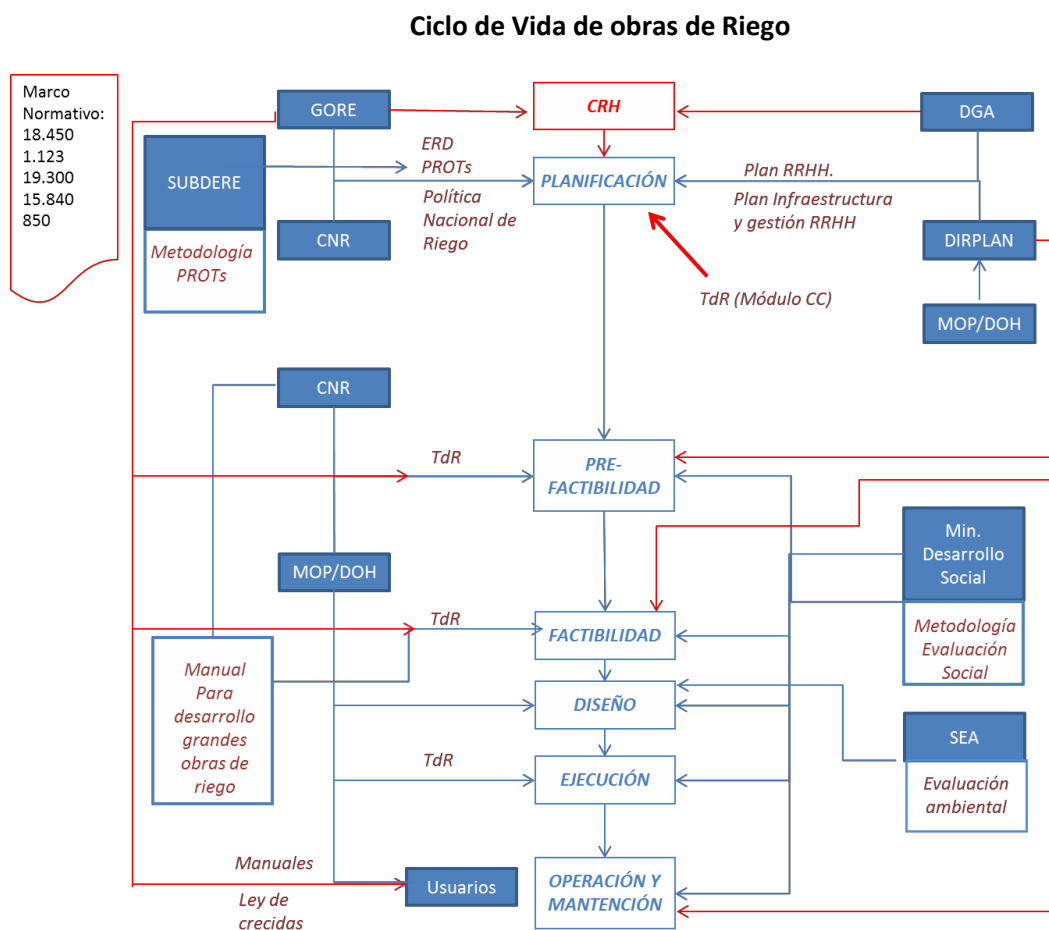 Ciclo de Vida de obras de Riego
Marco
Normativo:
18.450
1.123
19.300
15.840
850
GORE
CRH
DGA
SUBDERE
ERD
PROTs
Política
Nacional de
Riego
PLANIFICACIÓN
Plan RRHH.
Plan Infraestructura
y gestión RRHH
CNR
DIRPLAN
Metodología
PROTs
TdR (Módulo CC)
MOP/DOH
CNR
TdR
PRE-
FACTIBILIDAD
MOP/DOH
Min.
Desarrollo
Social
TdR
FACTIBILIDAD
Metodología
Evaluación
Social
Manual
Para
desarrollo
grandes
obras de
riego
DISEÑO
SEA
TdR
EJECUCIÓN
Evaluación
ambiental
Manuales
Ley de
crecidas
Usuarios
OPERACIÓN Y
MANTENCIÓN